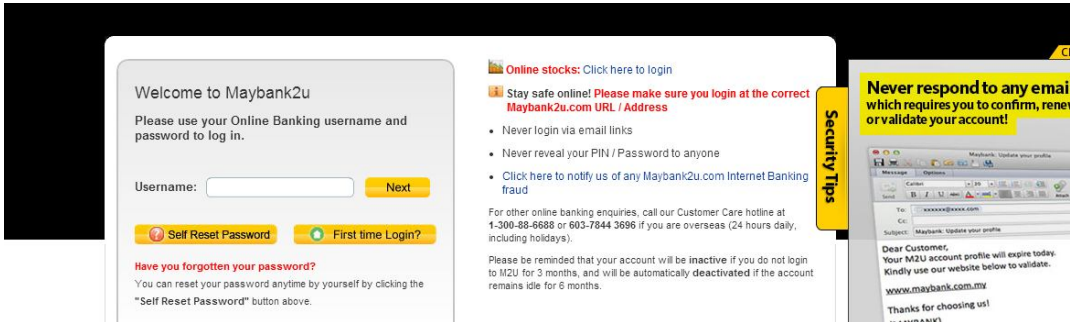 Welcome to Maybank2u
Please use your Online Banking username and
password to log in.
Username:
Next
Self Reset Password
First time Login?
Have you forgotten your password?
You can reset your password anytime by yourself by clicking the
"Self Reset Password" button above.
Online stocks: Click here to login
Stay safe online! Please make sure you login at the correct
Maybank2u.com URL / Address
• Never login via email links
• Never reveal your PIN / Password to anyone
• Click here to notify us of any Maybank2u.com Internet Banking
fraud
For other online banking enquiries, call our Customer Care hotline at
1-300-88-6688 or 603-7844 3696 if you are overseas (24 hours daily,
including holidays).
Please be reminded that your account will be inactive if you do not login
to M2U for 3 months, and will be automatically deactivated if the account
remains idle for 6 months.
Security Tips
Never respond to any emai
which requires you to confirm, renew
or validate your account!
Maybank: Update your profile
Message Options
Calibri
To: xxxxxx@xxxx.com
Cc:
Subject: Maybank: Update your profile
Dear Customer,
Your M2U account profile will expire today.
Kindly use our website below to validate.
www.maybank.com.my
Thanks for choosing us!